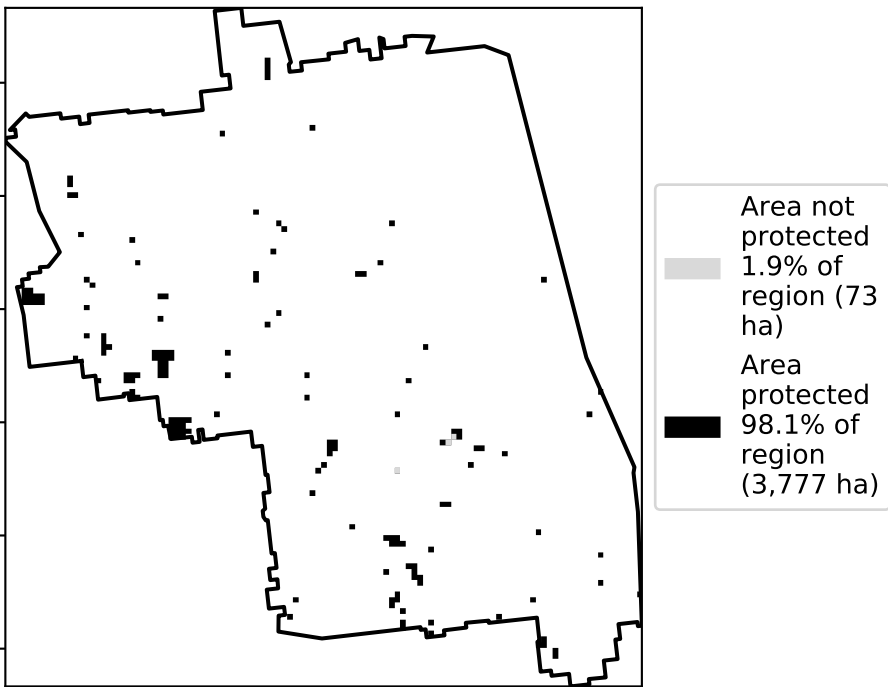 Area not
protected
1.9% of
region (73
ha)
Area
protected
98.1% of
region
(3,777 ha)